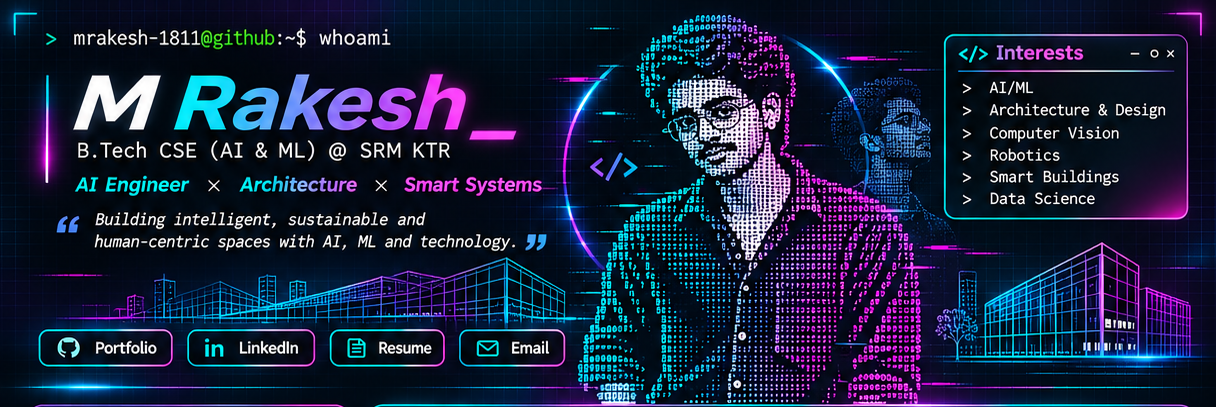 > mrakesh-1811@github:~$ whoami
M Rakesh_
B.Tech CSE (AI & ML) @ SRM KTR
AI Engineer × Architecture × Smart Systems
“ Building intelligent, sustainable and
human-centric spaces with AI, ML and technology. ”
Portfolio
LinkedIn
Resume
Email
</>
</> Interests
> AI/ML
> Architecture & Design
> Computer Vision
> Robotics
> Smart Buildings
> Data Science